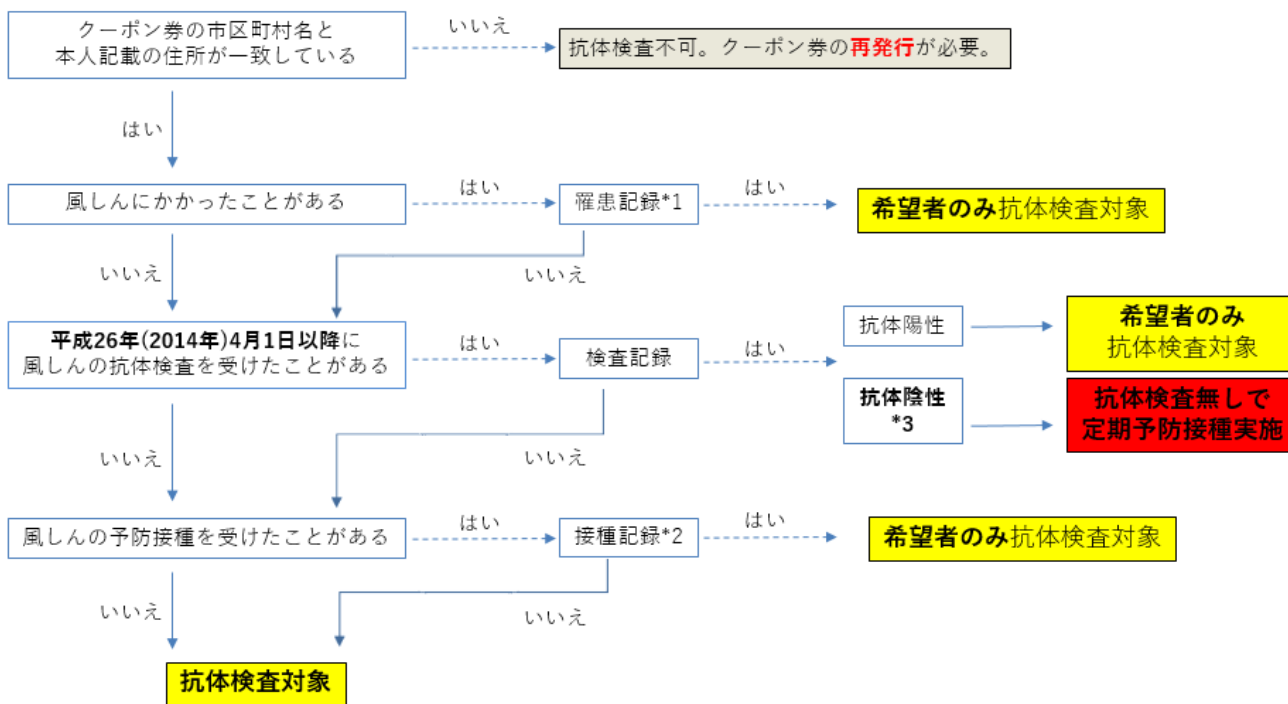 クーポン券の市区町村名と
本人記載の住所が一致している
いいえ
抗体検査不可。クーポン券の再発行が必要。
はい
風しんにかかったことがある
はい
罹患記録*1
はい
希望者のみ抗体検査対象
いいえ
いいえ
平成26年(2014年)4月1日以降に
風しんの抗体検査を受けたことがある
はい
検査記録
はい
抗体陽性
希望者のみ
抗体検査対象
抗体陰性
*3
抗体検査無しで
定期予防接種実施
いいえ
いいえ
風しんの予防接種を受けたことがある
はい
接種記録*2
はい
希望者のみ抗体検査対象
いいえ
いいえ
抗体検査対象